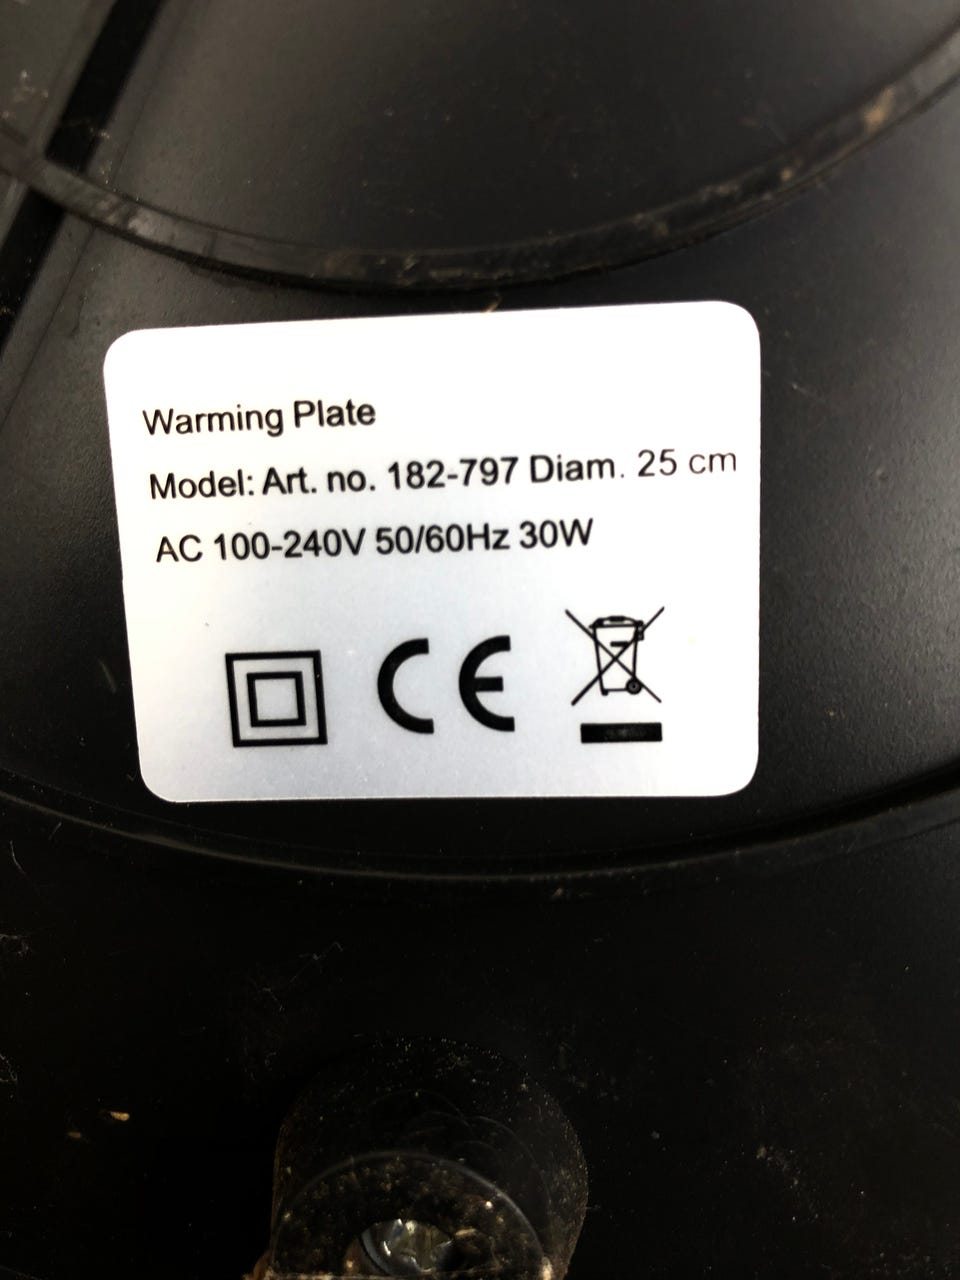 Warming Plate
Model: Art. no. 182-797 Diam. 25 cm
AC 100-240V 50/60Hz 30W
CE